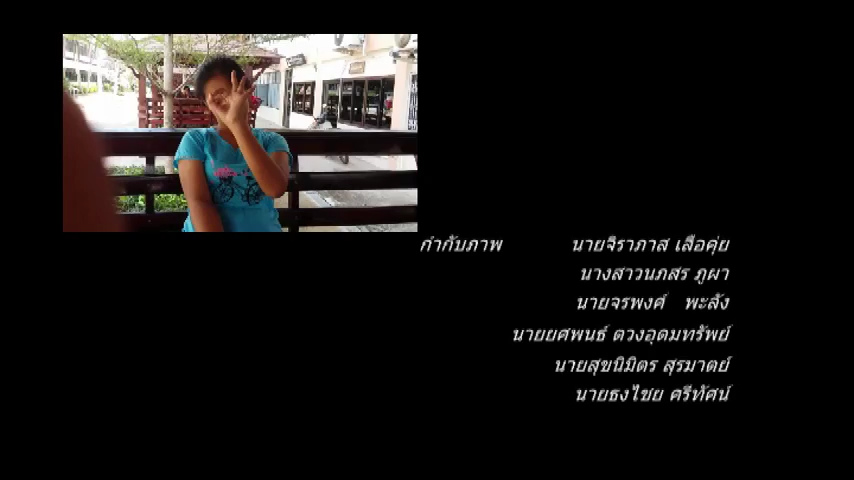 กำกับภาพ นายจิราภาส เสือคุ่ย
นางสาวนภสร ภูผา
นายจรพงศ์ พะลัง
นายยศพนธ์ ตวงอุดมทรัพย์
นายสุขนิมิตร สุรมาตย์
นายธงไชย ศรีทัศน์